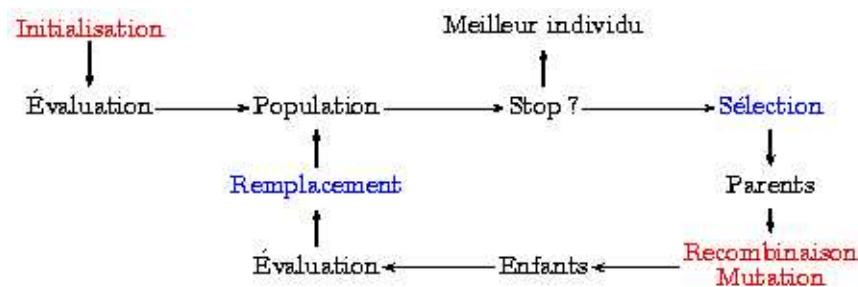 Initialisation
Meilleur individu
Évaluation
Population
Stop ?
Sélection
Remplacement
Parents
Évaluation
Enfants
Recombinaison
Mutation